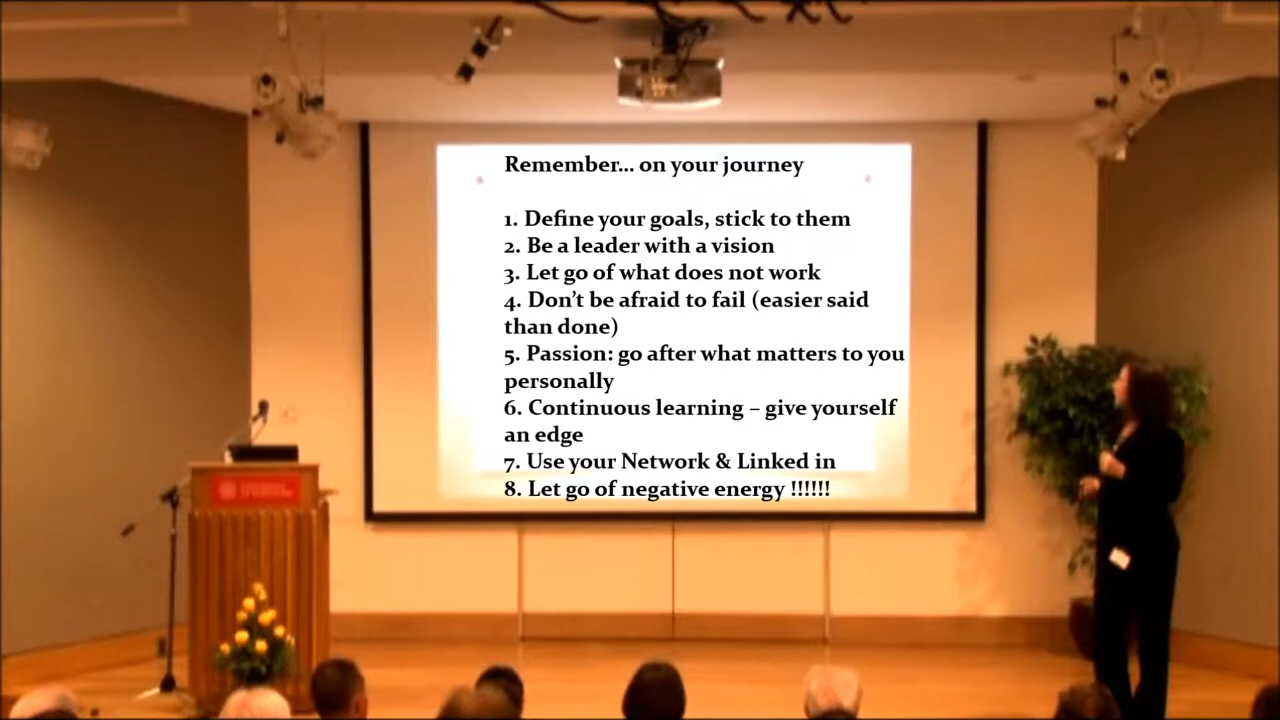 Remember... on your journey
1. Define your goals, stick to them
2. Be a leader with a vision
3. Let go of what does not work
4. Don’t be afraid to fail (easier said
than done)
5. Passion: go after what matters to you
personally
6. Continuous learning – give yourself
an edge
7. Use your Network & Linked in
8. Let go of negative energy !!!!!!